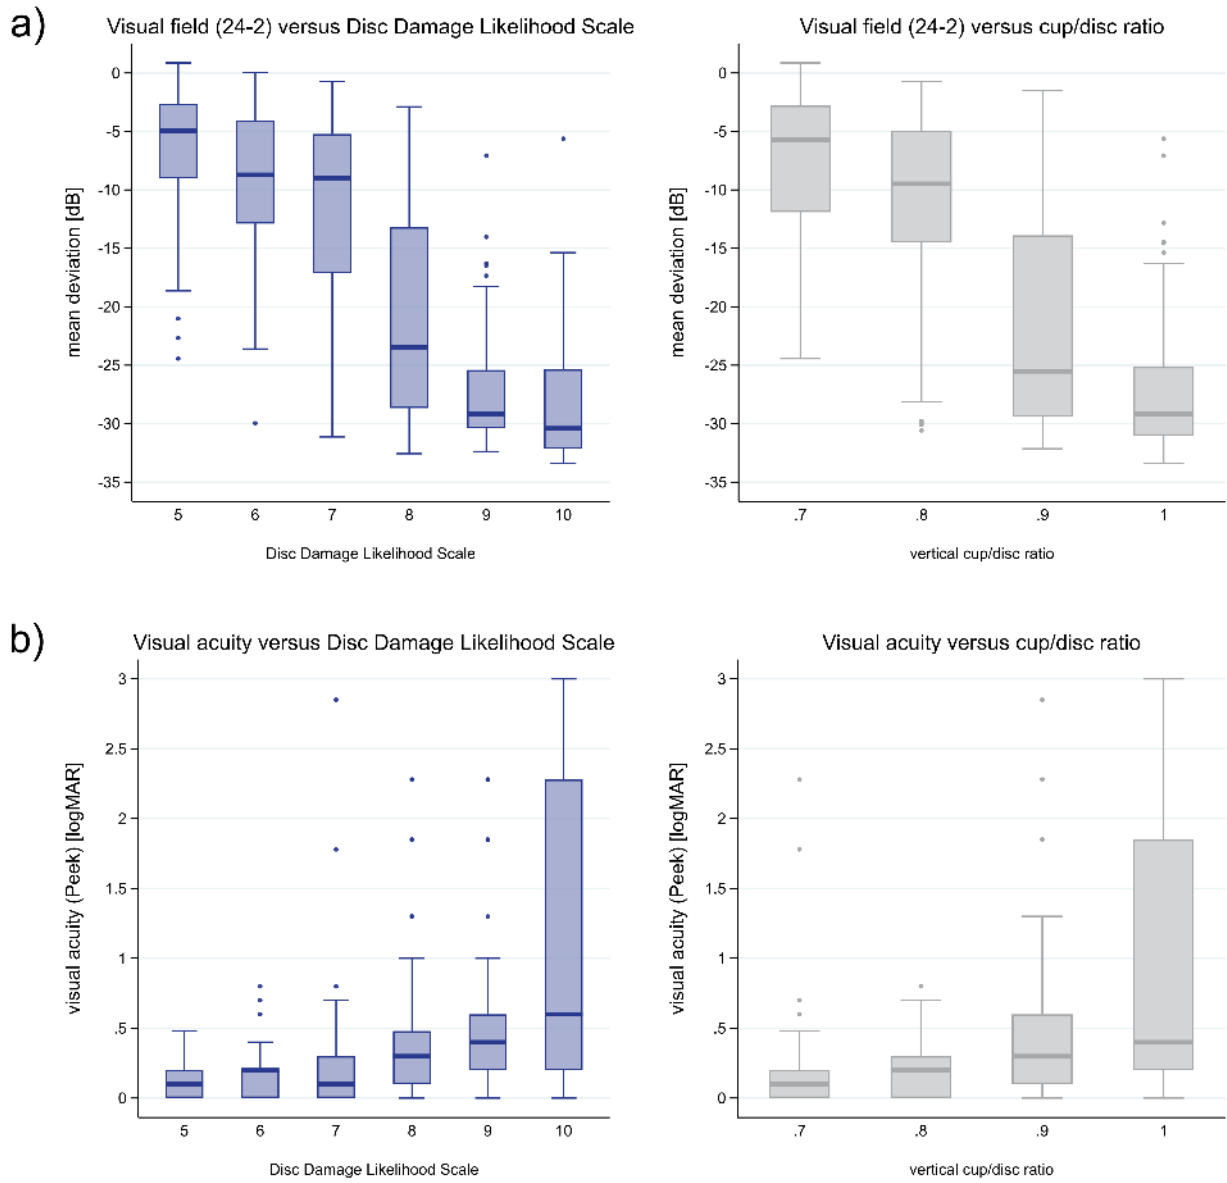 a)
Visual field (24-2) versus Disc Damage Likelihood Scale
mean deviation [dB]
0
-5
-10
-15
-20
-25
-30
-35
5 6 7 8 9 10
Disc Damage Likelihood Scale
Visual field (24-2) versus cup/disc ratio
mean deviation [dB]
0
-5
-10
-15
-20
-25
-30
-35
.7 .8 .9 1
vertical cup/disc ratio
b)
Visual acuity versus Disc Damage Likelihood Scale
visual acuity (Peek) [logMAR]
3
2.5
2
1.5
1
.5
0
5 6 7 8 9 10
Disc Damage Likelihood Scale
Visual acuity versus cup/disc ratio
visual acuity (Peek) [logMAR]
3
2.5
2
1.5
1
.5
0
.7 .8 .9 1
vertical cup/disc ratio